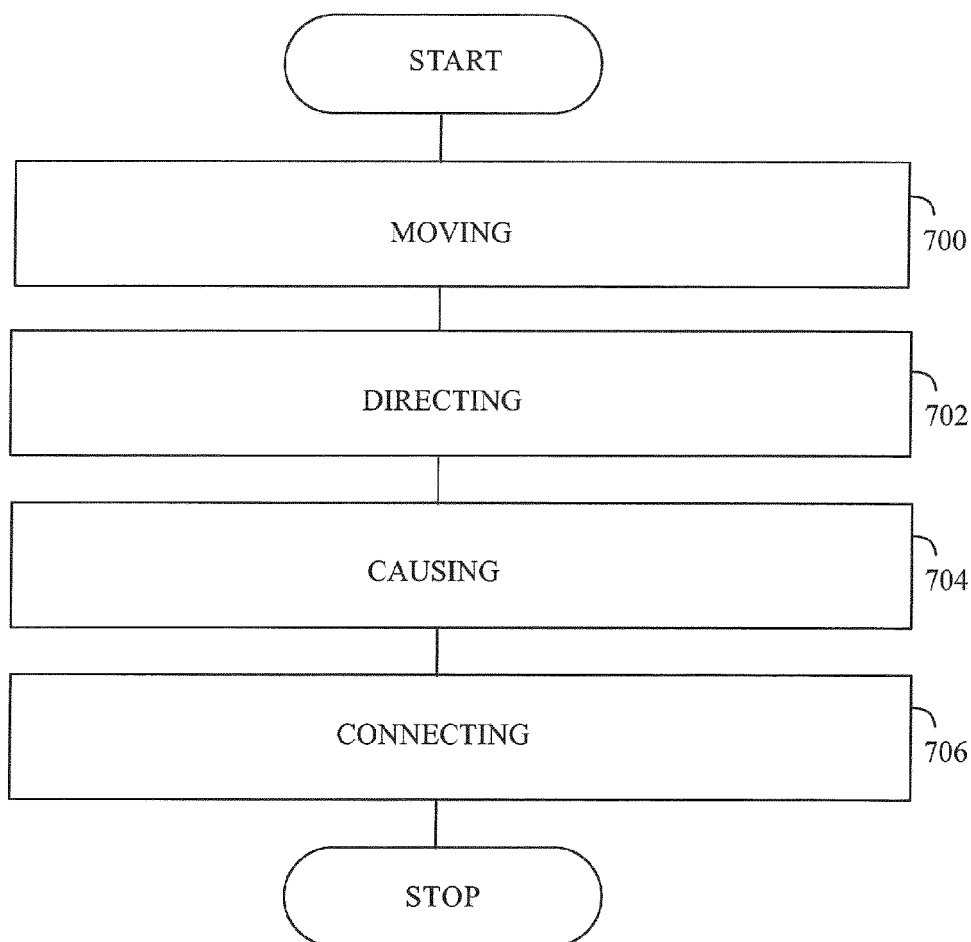 START
MOVING
700
DIRECTING
702
CAUSING
704
CONNECTING
706
STOP